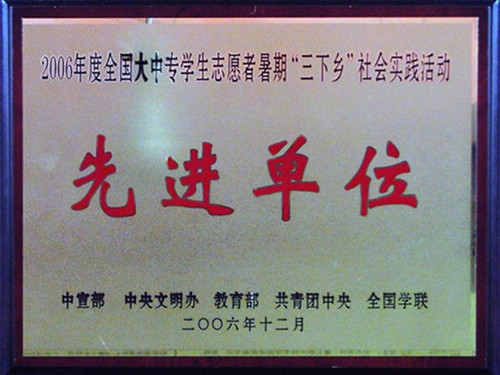 2006年度全国大中专学生志愿者暑期“三下乡”社会实践活动
先进单位
中宣部 中央文明办 教育部 共青团中央 全国学联
二〇〇六年十二月